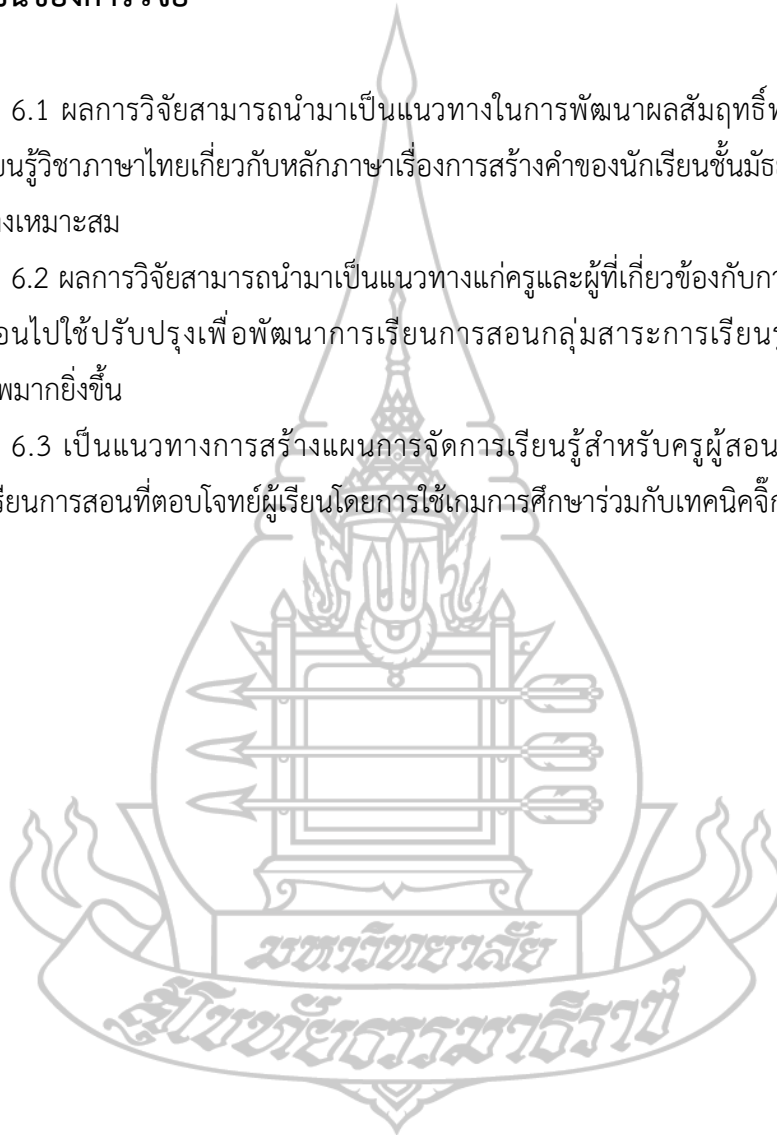 6.1 ผลการวิจัยสามารถนำมาเป็นแนวทางในการพัฒนาผลสัมฤทธิ์
ยนรู้วิชาภาษาไทยเกี่ยวกับหลักภาษาเรื่องการสร้างคำของนักเรียนชั้นมัธย
งเหมาะสม
6.2 ผลการวิจัยสามารถนำมาเป็นแนวทางแก่ครูและผู้ที่เกี่ยวข้องกับกา
อนไปใช้ปรับปรุงเพื่อพัฒนาการเรียนการสอนกลุ่มสาระการเรียนรู
พมากยิ่งขึ้น
6.3 เป็นแนวทางการสร้างแผนการจัดการเรียนรู้สำหรับครูผู้สอน
รียนการสอนที่ตอบโจทย์ผู้เรียนโดยการใช้เกมการศึกษาร่วมกับเทคนิคจิ๊ก
มหาวิทยาลัย
สุโขทัยธรรมาธิราช